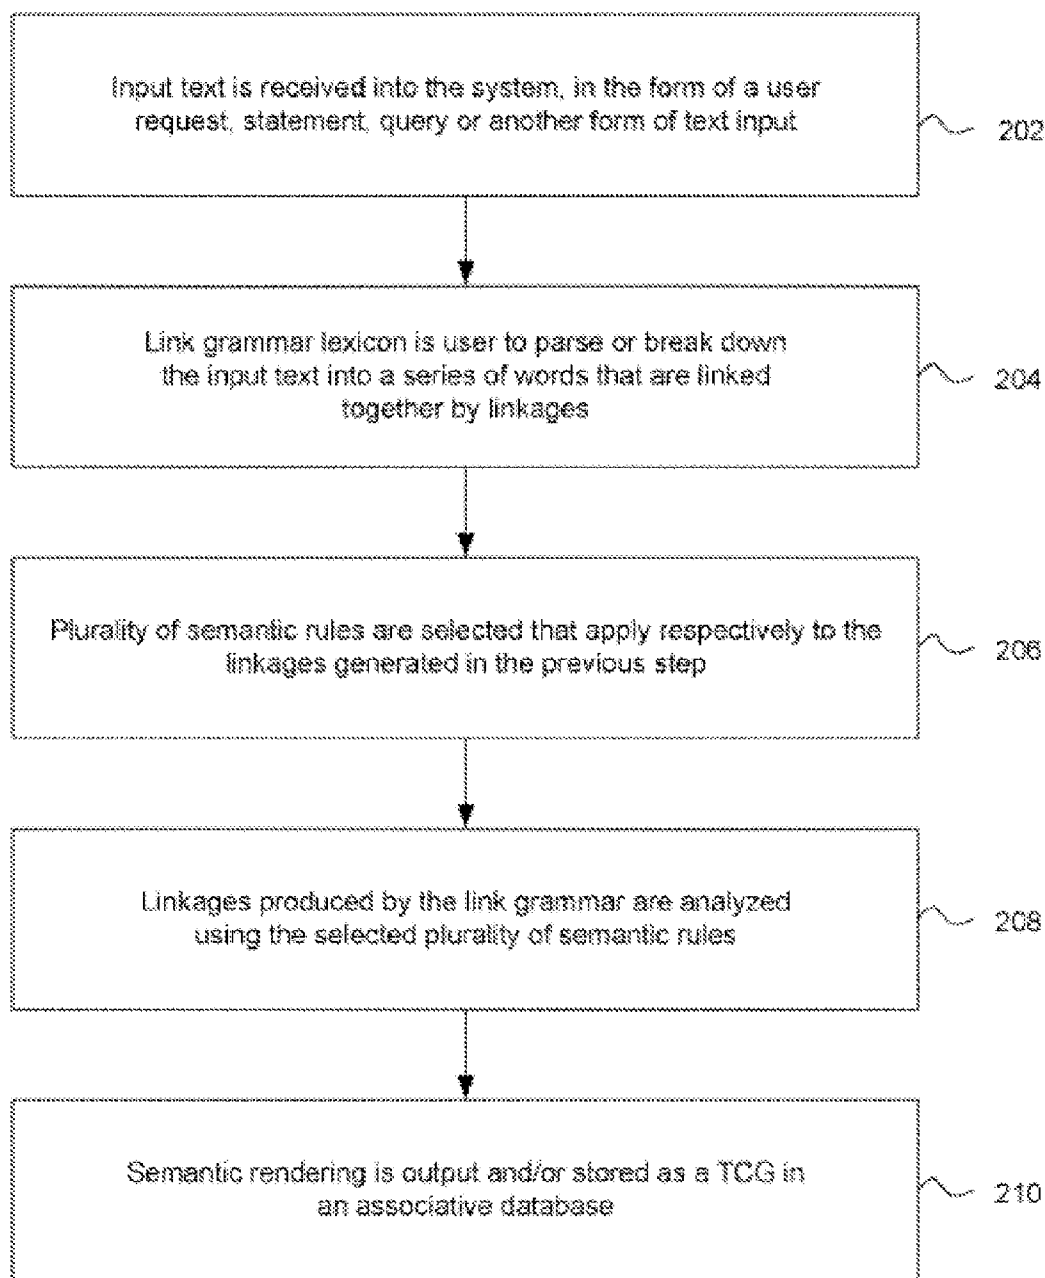 Input text is received into the system, in the form of a user
request, statement, query or another form of text input
202
Link grammar lexicon is user to parse or break down
the input text into a series of words that are linked
together by linkages
204
Plurality of semantic rules are selected that apply respectively to the
linkages generated in the previous step
206
Linkages produced by the link grammar are analyzed
using the selected plurality of semantic rules
208
Semantic rendering is output and/or stored as a TCG in
an associative database
210